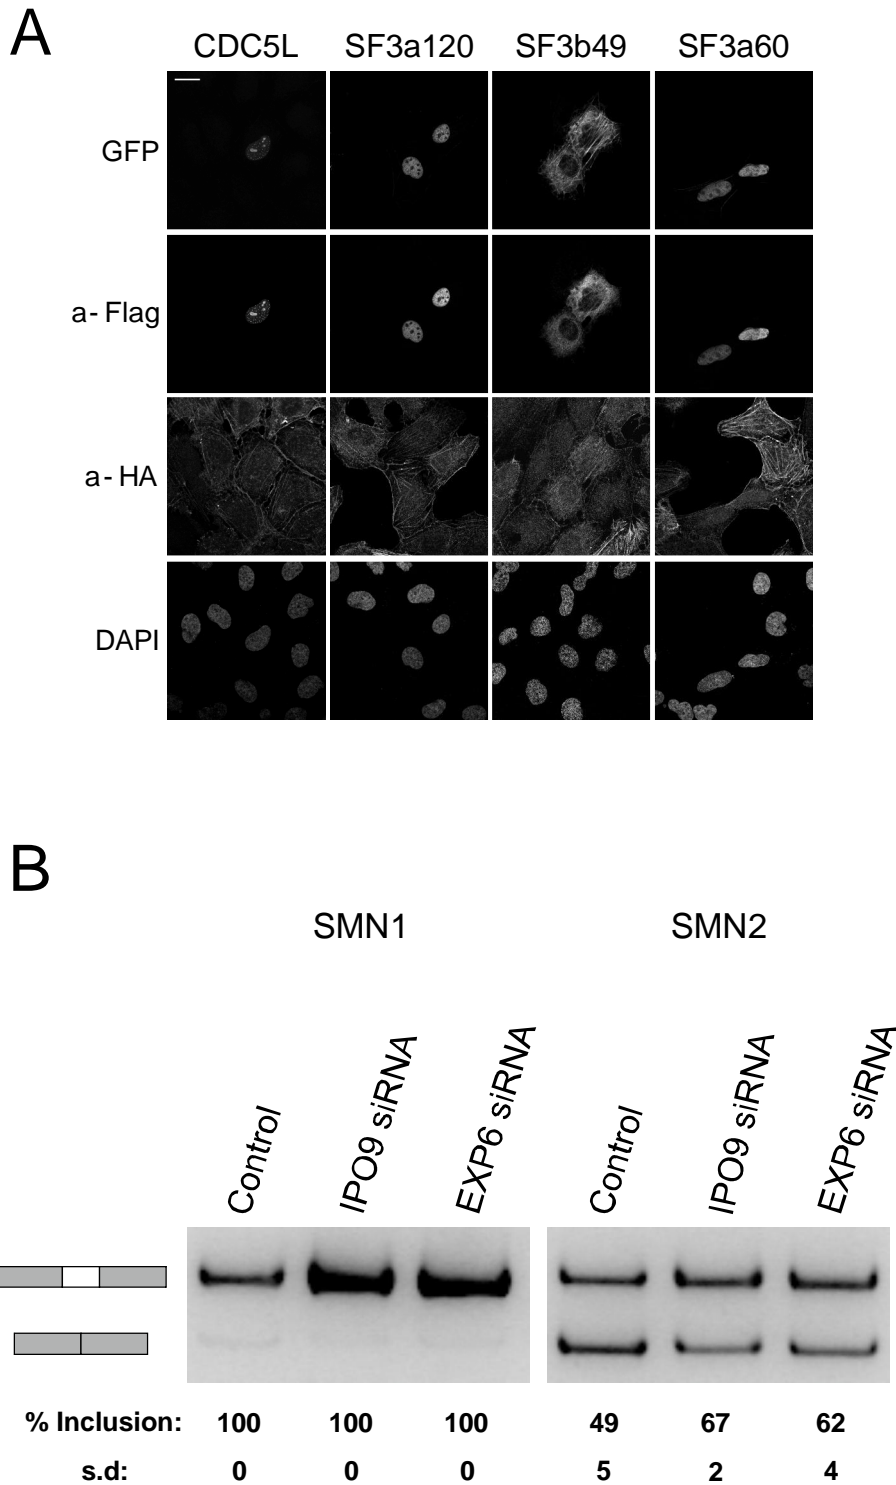 A
CDC5L SF3a120 SF3b49 SF3a60
GFP
a- Flag
a- HA
DAPI
B
SMN1 SMN2
Control IPO9 siRNA EXP6 siRNA Control IPO9 siRNA EXP6 siRNA
% Inclusion: 100 100 100 49 67 62
s.d: 0 0 0 5 2 4